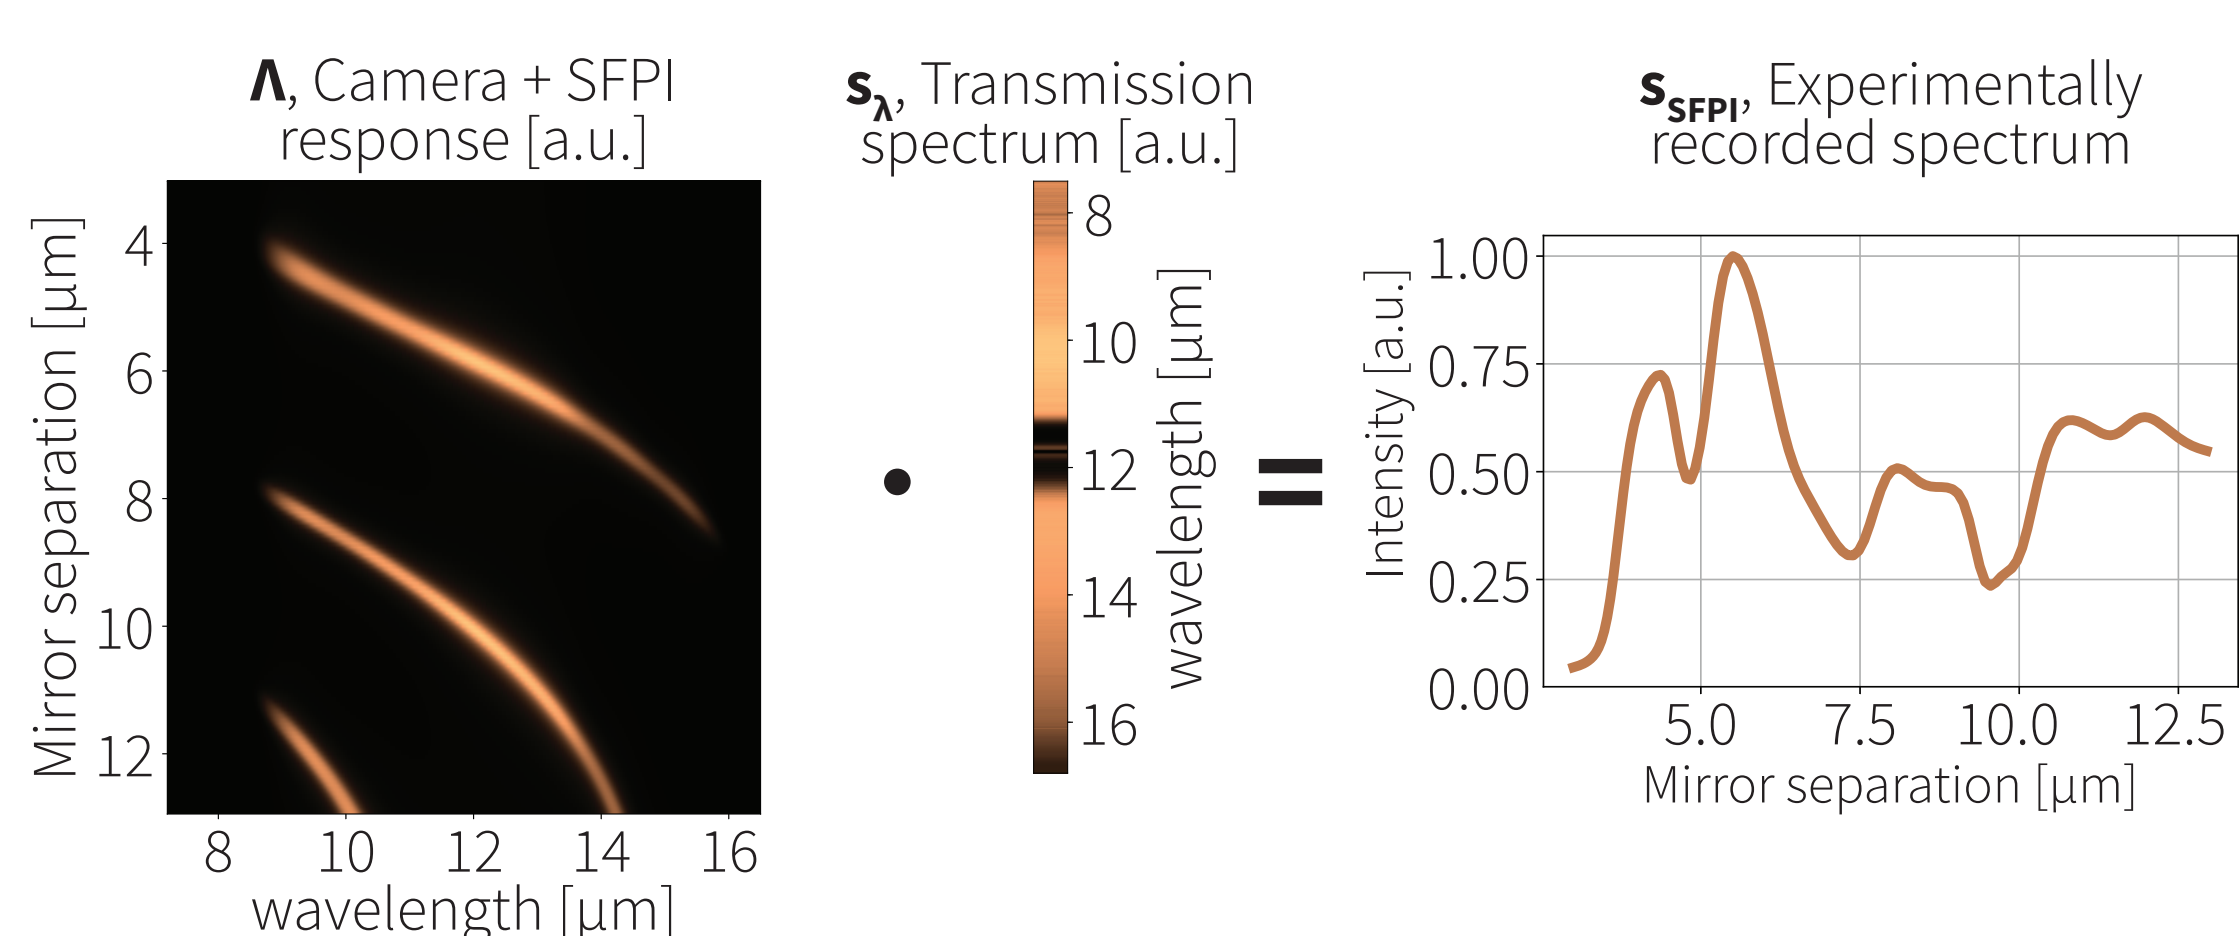 Λ, Camera + SFPI
response [a.u.]
Mirror separation [µm]
4
6
8
10
12
8
10
12
14
16
wavelength [µm]
•
sλ, Transmission
spectrum [a.u.]
8
10
12
14
16
wavelength [µm]
=
sSFPI, Experimentally
recorded spectrum
Intensity [a.u.]
1.00
0.75
0.50
0.25
0.00
5.0
7.5
10.0
12.5
Mirror separation [µm]